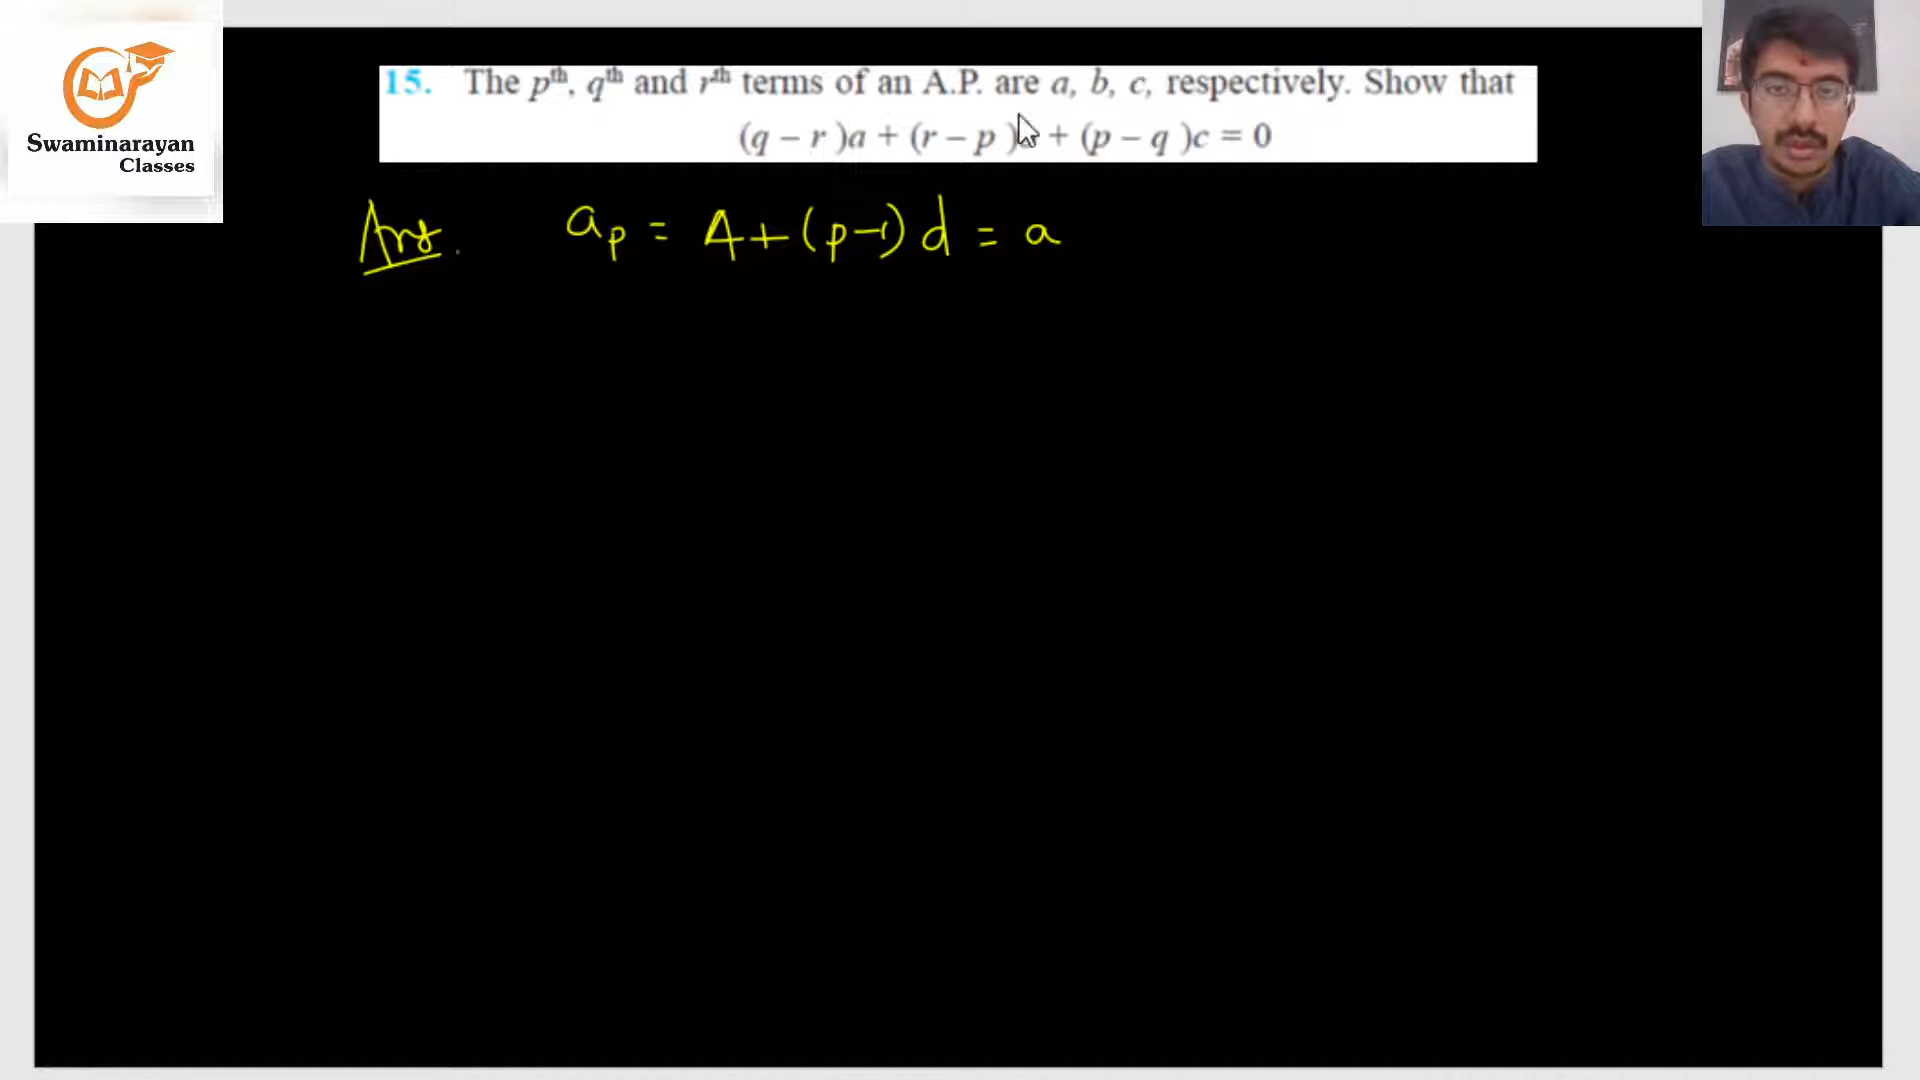 Swaminarayan
Classes
15. The pth, qth and rth terms of an A.P. are a, b, c, respectively. Show that
(q – r )a + (r – p ) + (p – q )c = 0
Ans. ap = A+(p-1) d = a